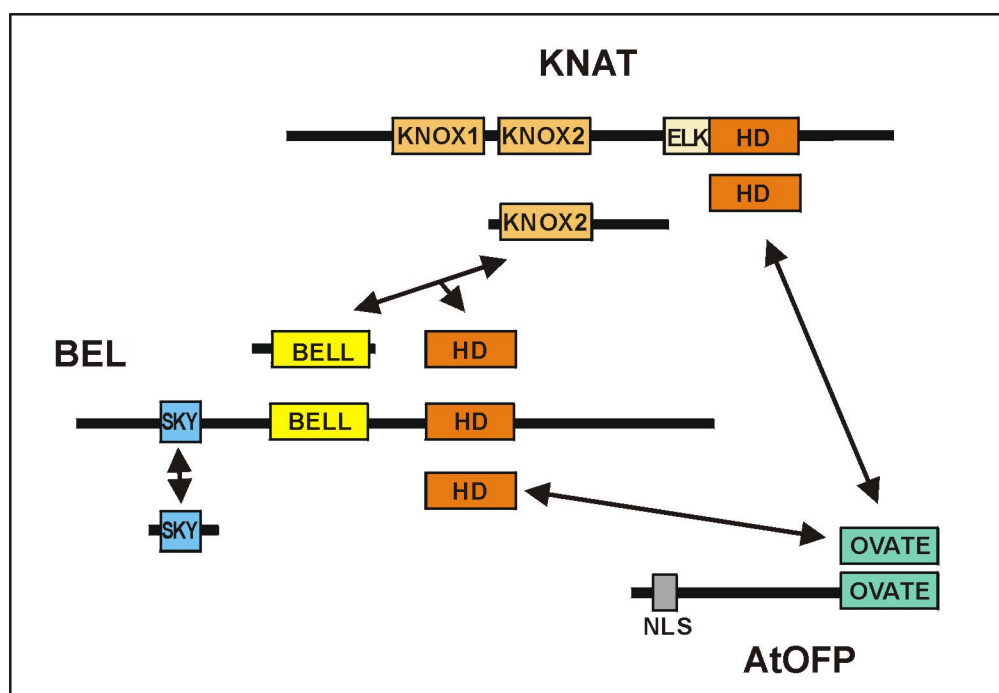 KNAT
KNOX1 KNOX2 ELK HD
HD
KNOX2
BEL
BELL HD
SKY BELL HD
HD
SKY
OVATE
OVATE
NLS
AtOFP